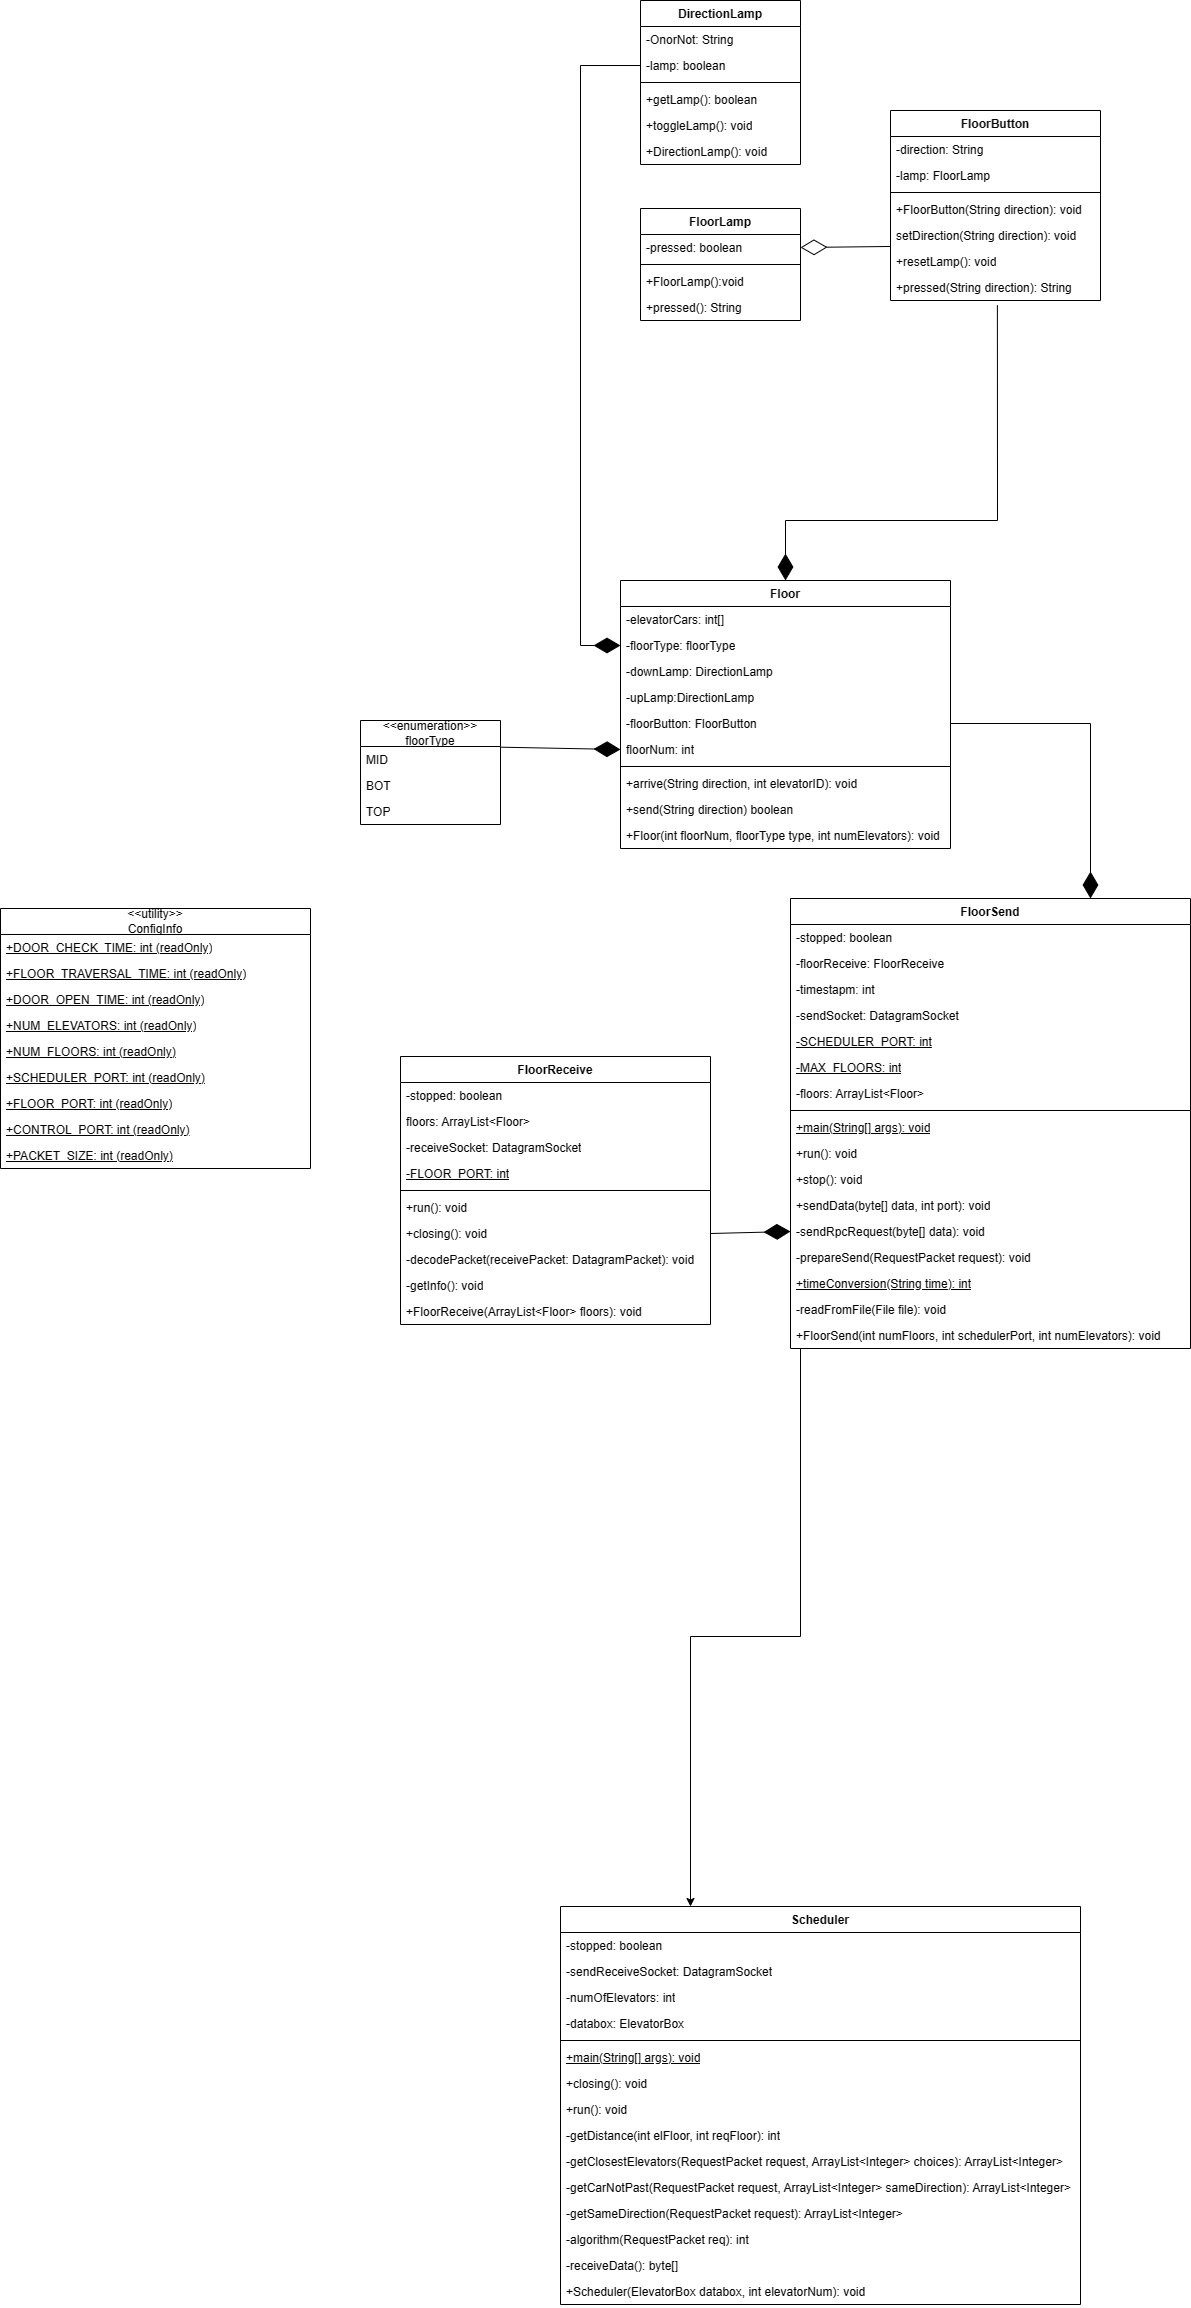 DirectionLamp
-OnorNot: String
-lamp: boolean
+getLamp(): boolean
+toggleLamp(): void
+DirectionLamp(): void
FloorButton
-direction: String
-lamp: FloorLamp
+FloorButton(String direction): void
setDirection(String direction): void
+resetLamp(): void
+pressed(String direction): String
FloorLamp
-pressed: boolean
+FloorLamp():void
+pressed(): String
Floor
-elevatorCars: int[]
-floorType: floorType
-downLamp: DirectionLamp
-upLamp:DirectionLamp
-floorButton: FloorButton
floorNum: int
+arrive(String direction, int elevatorID): void
+send(String direction) boolean
+Floor(int floorNum, floorType type, int numElevators): void
<<enumeration>>
floorType
MID
BOT
TOP
<<utility>>
ConfigInfo
+DOOR_CHECK_TIME: int (readOnly)
+FLOOR_TRAVERSAL_TIME: int (readOnly)
+DOOR_OPEN_TIME: int (readOnly)
+NUM_ELEVATORS: int (readOnly)
+NUM_FLOORS: int (readOnly)
+SCHEDULER_PORT: int (readOnly)
+FLOOR_PORT: int (readOnly)
+CONTROL_PORT: int (readOnly)
+PACKET_SIZE: int (readOnly)
FloorSend
-stopped: boolean
-floorReceive: FloorReceive
-timestapm: int
-sendSocket: DatagramSocket
-SCHEDULER_PORT: int
-MAX_FLOORS: int
-floors: ArrayList<Floor>
+main(String[] args): void
+run(): void
+stop(): void
+sendData(byte[] data, int port): void
-sendRpcRequest(byte[] data): void
-prepareSend(RequestPacket request): void
+timeConversion(String time): int
-readFromFile(File file): void
+FloorSend(int numFloors, int schedulerPort, int numElevators): void
FloorReceive
-stopped: boolean
floors: ArrayList<Floor>
-receiveSocket: DatagramSocket
-FLOOR_PORT: int
+run(): void
+closing(): void
-decodePacket(receivePacket: DatagramPacket): void
-getInfo(): void
+FloorReceive(ArrayList<Floor> floors): void
Scheduler
-stopped: boolean
-sendReceiveSocket: DatagramSocket
-numOfElevators: int
-databox: ElevatorBox
+main(String[] args): void
+closing(): void
+run(): void
-getDistance(int elFloor, int reqFloor): int
-getClosestElevators(RequestPacket request, ArrayList<Integer> choices): ArrayList<Integer>
-getCarNotPast(RequestPacket request, ArrayList<Integer> sameDirection): ArrayList<Integer>
-getSameDirection(RequestPacket request): ArrayList<Integer>
-algorithm(RequestPacket req): int
-receiveData(): byte[]
+Scheduler(ElevatorBox databox, int elevatorNum): void